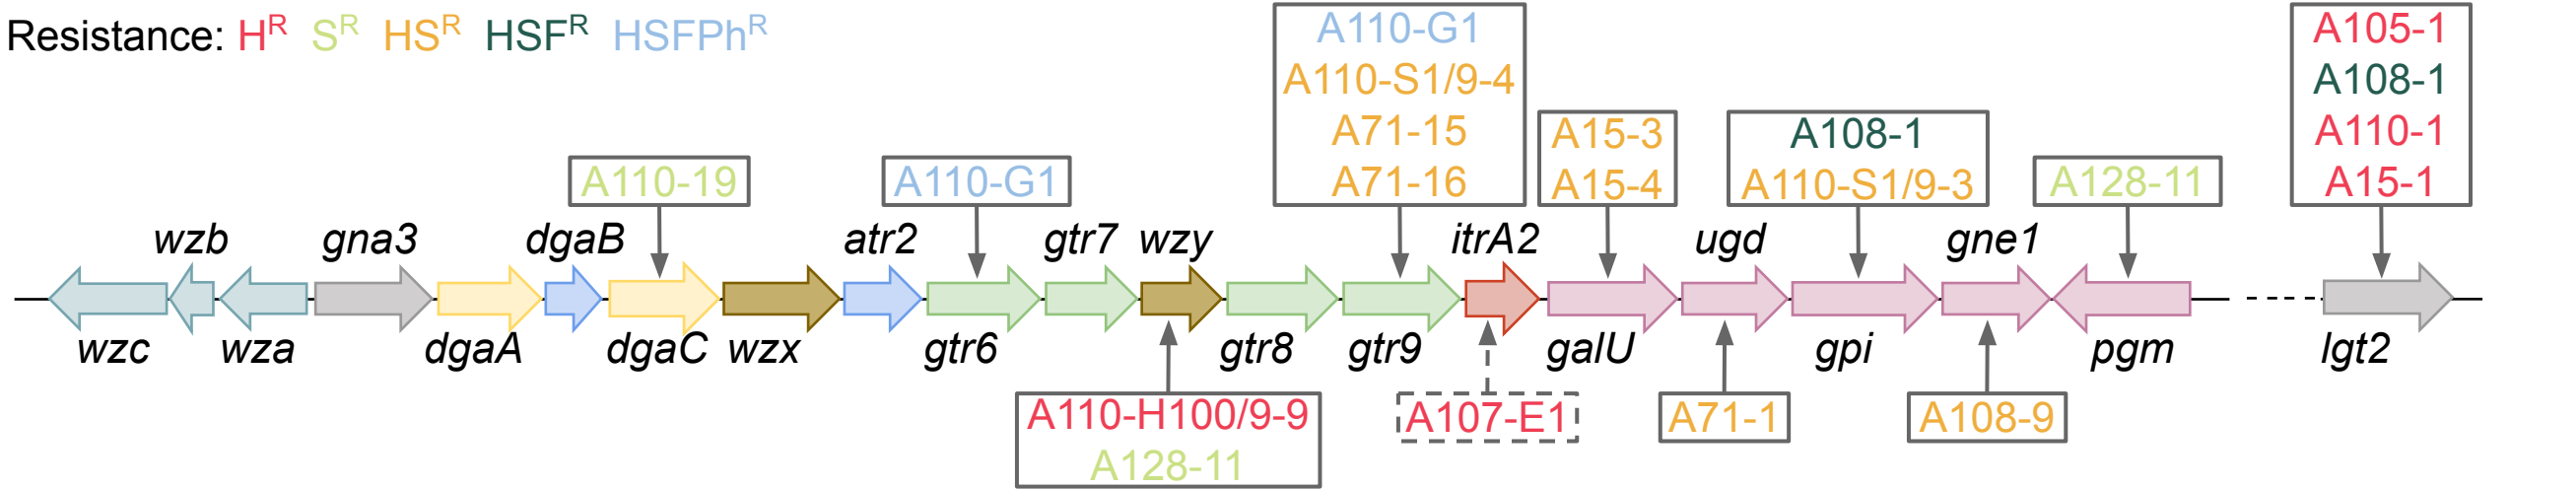 Resistance: H^R S^R HS^R HSF^R HSFPh^R
A110-G1
A110-S1/9-4
A71-15
A71-16
A105-1
A108-1
A110-1
A15-1
A15-3
A15-4
A108-1
A110-S1/9-3
A110-19
A110-G1
A128-11
wzb gna3 dgaB atr2 gtr7 wzy itrA2 ugd gne1
wzc wza dgaA dgaC wzx gtr6 gtr8 gtr9 galU gpi pgm lgt2
A110-H100/9-9
A128-11
A107-E1
A71-1
A108-9